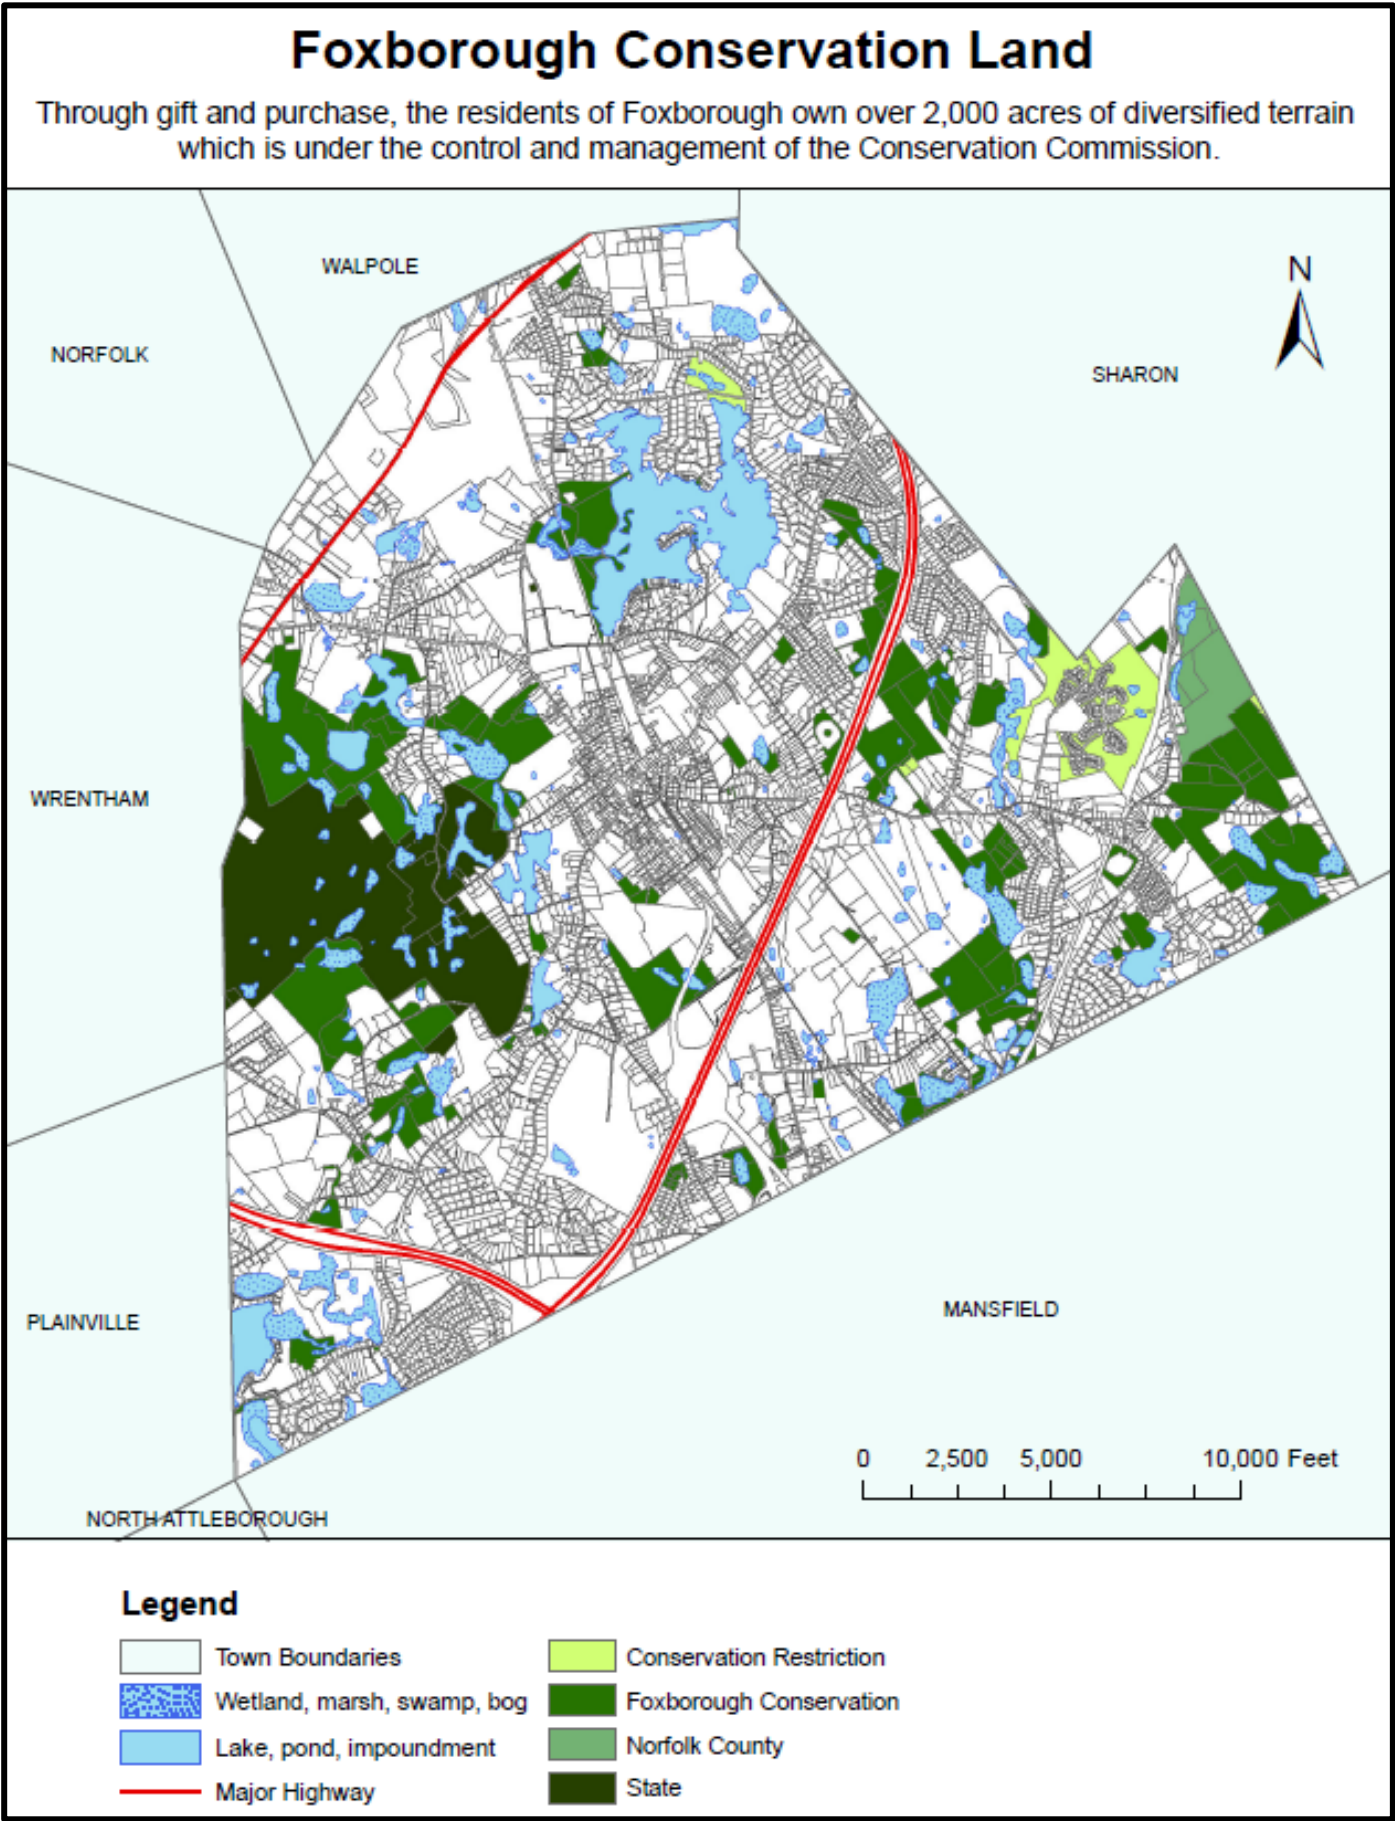 Foxborough Conservation Land
Through gift and purchase, the residents of Foxborough own over 2,000 acres of diversified terrain
which is under the control and management of the Conservation Commission.
WALPOLE
N
NORFOLK
SHARON
WRENTHAM
PLAINVILLE
MANSFIELD
0 2,500 5,000 10,000 Feet
NORTH ATTLEBOROUGH
Legend
Town Boundaries
Wetland, marsh, swamp, bog
Lake, pond, impoundment
Major Highway
Conservation Restriction
Foxborough Conservation
Norfolk County
State